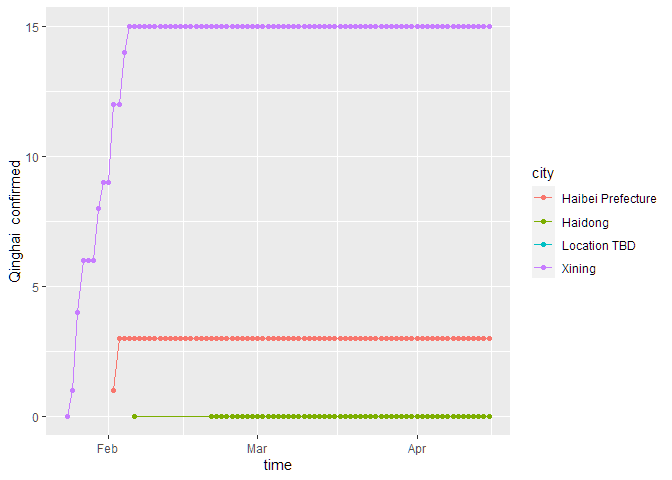 15
10
5
0
Qinghai confirmed
Feb
Mar
Apr
time
city
Haibei Prefecture
Haidong
Location TBD
Xining